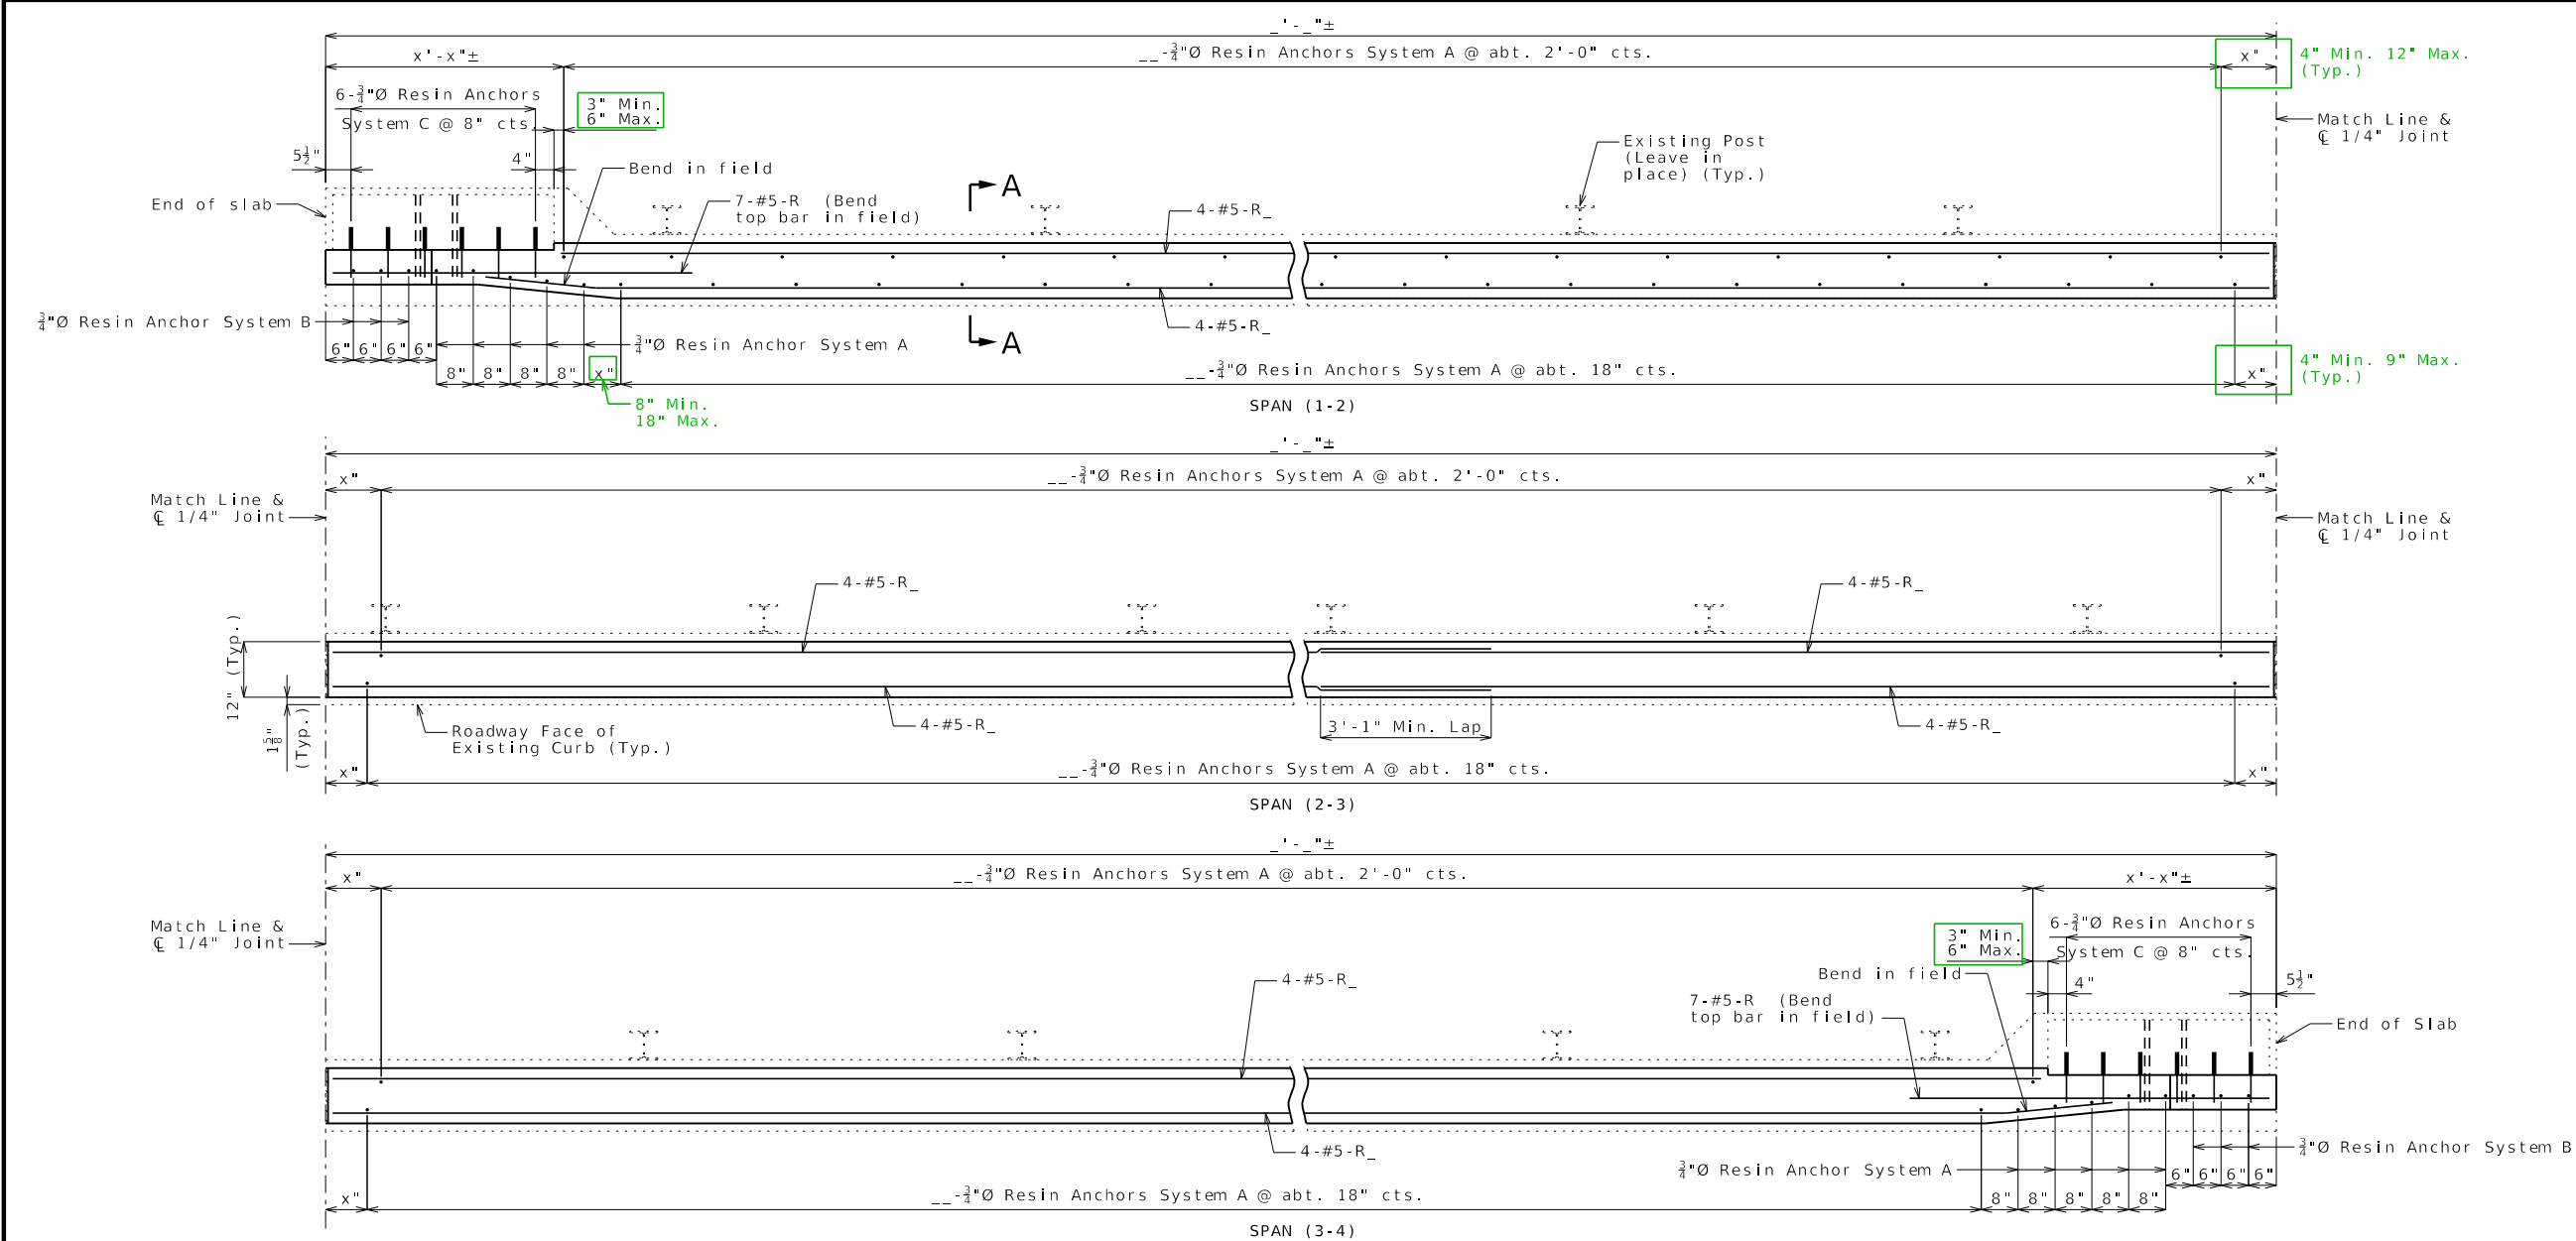 _'-_"±
__-3/4"Ø Resin Anchors System A @ abt. 2'-0" cts.
x'-x"±
x"
4" Min. 12" Max.
(Typ.)
6-3/4"Ø Resin Anchors
System C @ 8" cts.
3" Min.
6" Max.
Match Line &
℄ 1/4" Joint
5 1/2"
4"
Bend in field
Existing Post
(Leave in
place) (Typ.)
End of slab
7-#5-R (Bend
top bar in field)
A
4-#5-R_
3/4"Ø Resin Anchor System B
4-#5-R_
A
3/4"Ø Resin Anchor System A
6" 6" 6" 6"
8" 8" 8" 8" x"
__-3/4"Ø Resin Anchors System A @ abt. 18" cts.
x"
4" Min. 9" Max.
(Typ.)
8" Min.
18" Max.
SPAN (1-2)
_'-_"±
__-3/4"Ø Resin Anchors System A @ abt. 2'-0" cts.
x"
x"
Match Line &
℄ 1/4" Joint
Match Line &
℄ 1/4" Joint
4-#5-R_
4-#5-R_
12" (Typ.)
1 5/8"
(Typ.)
Roadway Face of
Existing Curb (Typ.)
4-#5-R_
3'-1" Min. Lap
4-#5-R_
x"
__-3/4"Ø Resin Anchors System A @ abt. 18" cts.
x"
SPAN (2-3)
_'-_"±
__-3/4"Ø Resin Anchors System A @ abt. 2'-0" cts.
x"
x'-x"±
Match Line &
℄ 1/4" Joint
3" Min.
6" Max.
6-3/4"Ø Resin Anchors
System C @ 8" cts.
Bend in field
4"
5 1/2"
4-#5-R_
7-#5-R (Bend
top bar in field)
End of Slab
4-#5-R_
3/4"Ø Resin Anchor System B
3/4"Ø Resin Anchor System A
6" 6" 6" 6"
8" 8" 8" 8" 8"
x"
__-3/4"Ø Resin Anchors System A @ abt. 18" cts.
SPAN (3-4)